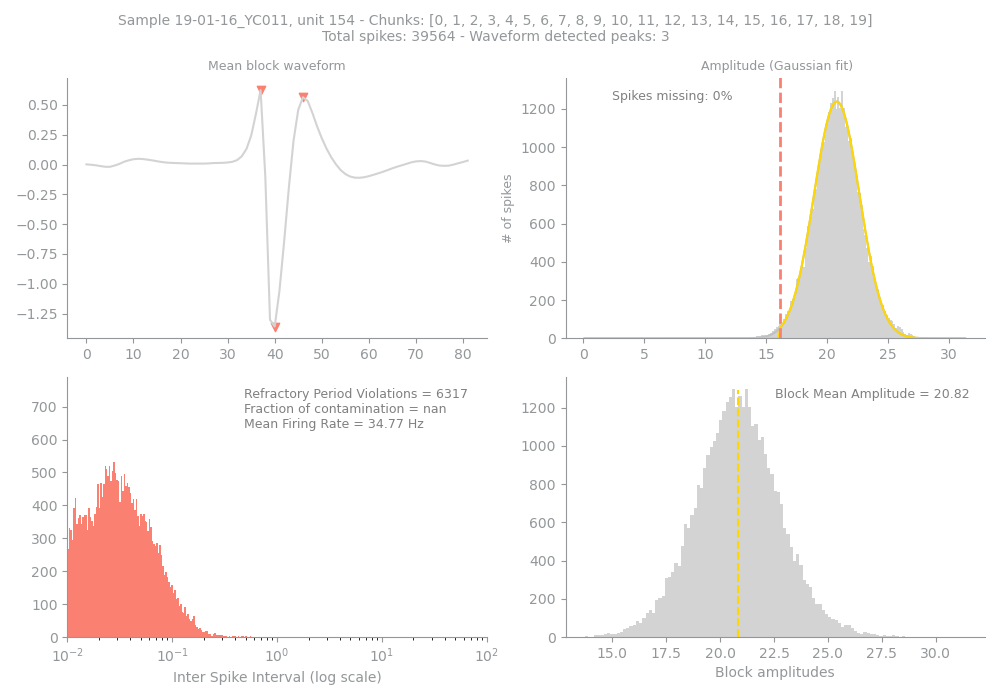 Sample 19-01-16_YC011, unit 154 - Chunks: [0, 1, 2, 3, 4, 5, 6, 7, 8, 9, 10, 11, 12, 13, 14, 15, 16, 17, 18, 19]
Total spikes: 39564 - Waveform detected peaks: 3
Mean block waveform
0.50
0.25
0.00
−0.25
−0.50
−0.75
−1.00
−1.25
0 10 20 30 40 50 60 70 80
Amplitude (Gaussian fit)
Spikes missing: 0%
# of spikes
1200
1000
800
600
400
200
0
0 5 10 15 20 25 30
Refractory Period Violations = 6317
Fraction of contamination = nan
Mean Firing Rate = 34.77 Hz
700
600
500
400
300
200
100
0
10⁻² 10⁻¹ 10⁰ 10¹ 10²
Inter Spike Interval (log scale)
Block Mean Amplitude = 20.82
1200
1000
800
600
400
200
0
15.0 17.5 20.0 22.5 25.0 27.5 30.0
Block amplitudes